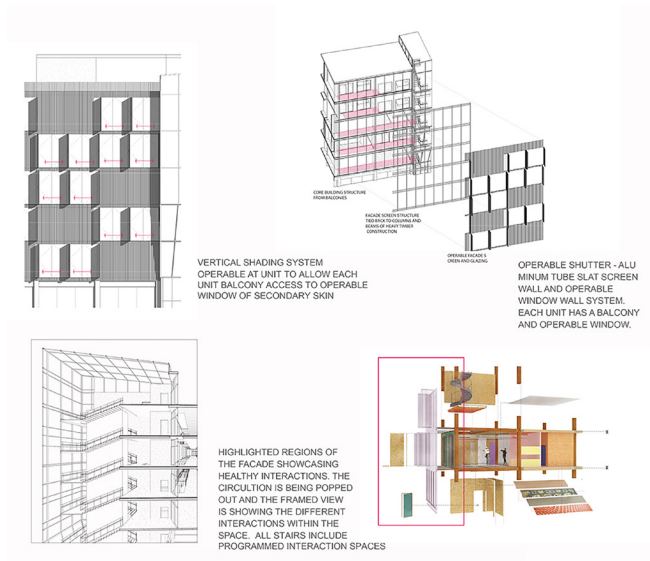 CORE BUILDING STRUCTURE
FROM BALCONIES
FACADE SCREEN STRUCTURE
TIED BACK TO COLUMNS AND
BEAMS OF HEAVY TIMBER
CONSTRUCTION
OPERABLE FACADE S
CREEN AND GLAZING
VERTICAL SHADING SYSTEM
OPERABLE AT UNIT TO ALLOW EACH
UNIT BALCONY ACCESS TO OPERABLE
WINDOW OF SECONDARY SKIN
OPERABLE SHUTTER - ALU
MINUM TUBE SLAT SCREEN
WALL AND OPERABLE
WINDOW WALL SYSTEM.
EACH UNIT HAS A BALCONY
AND OPERABLE WINDOW.
HIGHLIGHTED REGIONS OF
THE FACADE SHOWCASING
HEALTHY INTERACTIONS. THE
CIRCULTION IS BEING POPPED
OUT AND THE FRAMED VIEW
IS SHOWING THE DIFFERENT
INTERACTIONS WITHIN THE
SPACE. ALL STAIRS INCLUDE
PROGRAMMED INTERACTION SPACES